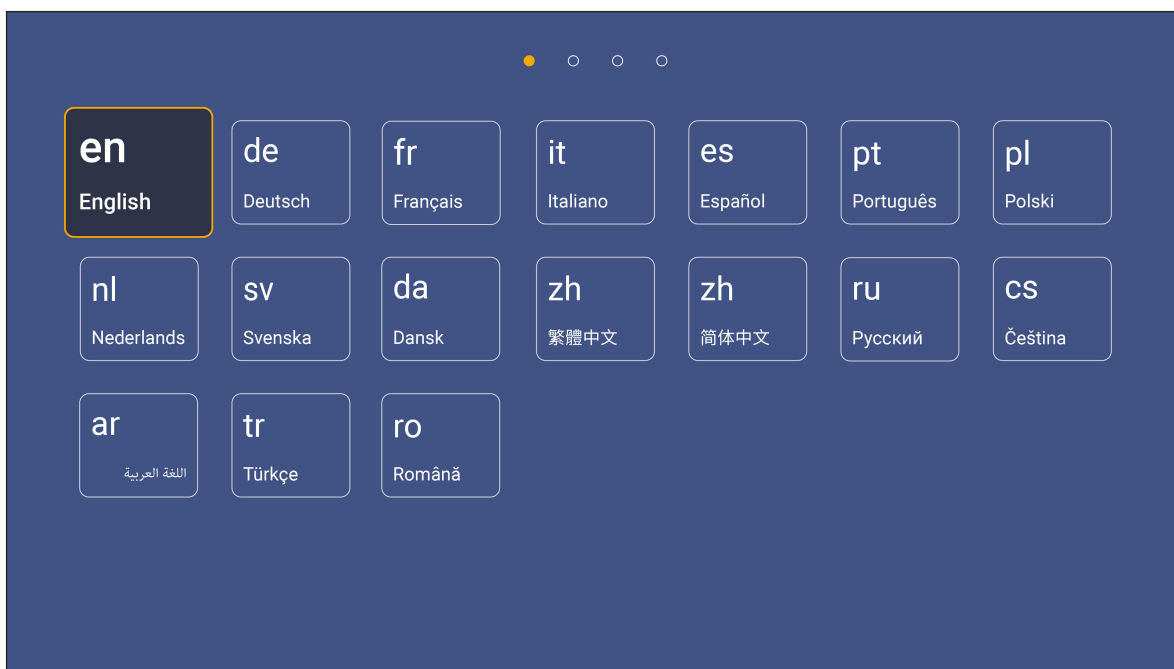 en
English
de
Deutsch
fr
Français
it
Italiano
es
Español
pt
Português
pl
Polski
nl
Nederlands
sv
Svenska
da
Dansk
zh
繁體中文
zh
简体中文
ru
Русский
cs
Čeština
ar
اللغة العربية
tr
Türkçe
ro
Română